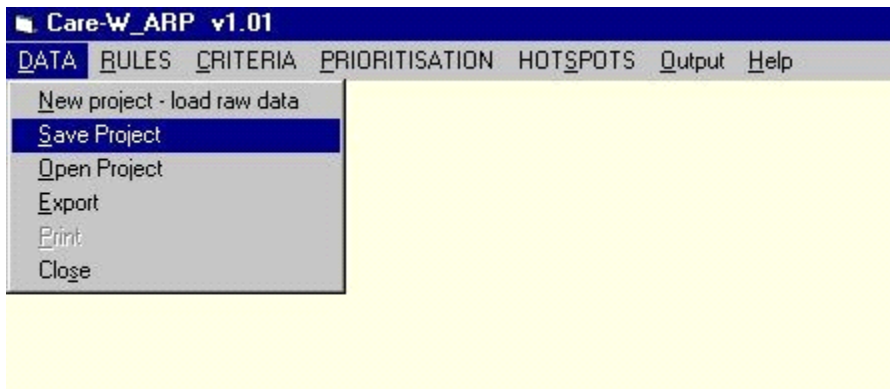 Care-W_ARP v1.01
DATA RULES CRITERIA PRIORITISATION HOTSPOTS Output Help
New project - load raw data
Save Project
Open Project
Export
Print
Close